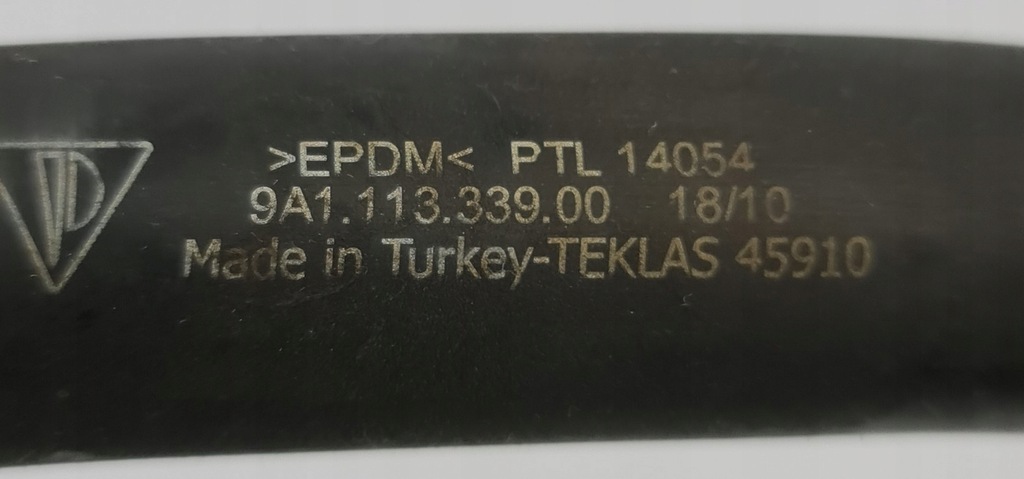 >EPDM< PTL 14054
9A1.113.339.00 18/10
Made in Turkey-TEKLAS 45910